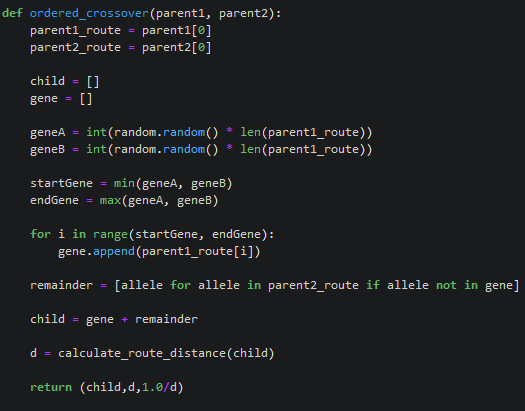 def ordered_crossover(parent1, parent2):
    parent1_route = parent1[0]
    parent2_route = parent2[0]

    child = []
    gene = []

    geneA = int(random.random() * len(parent1_route))
    geneB = int(random.random() * len(parent1_route))

    startGene = min(geneA, geneB)
    endGene = max(geneA, geneB)

    for i in range(startGene, endGene):
        gene.append(parent1_route[i])

    remainder = [allele for allele in parent2_route if allele not in gene]

    child = gene + remainder

    d = calculate_route_distance(child)

    return (child,d,1.0/d)